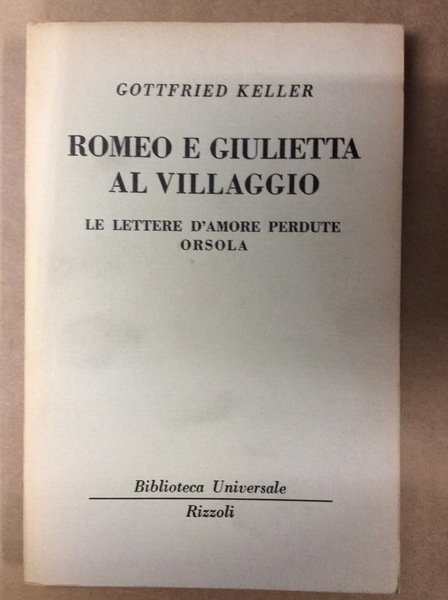 GOTTFRIED KELLER
ROMEO E GIULIETTA
AL VILLAGGIO
LE LETTERE D'AMORE PERDUTE
ORSOLA
Biblioteca Universale
Rizzoli